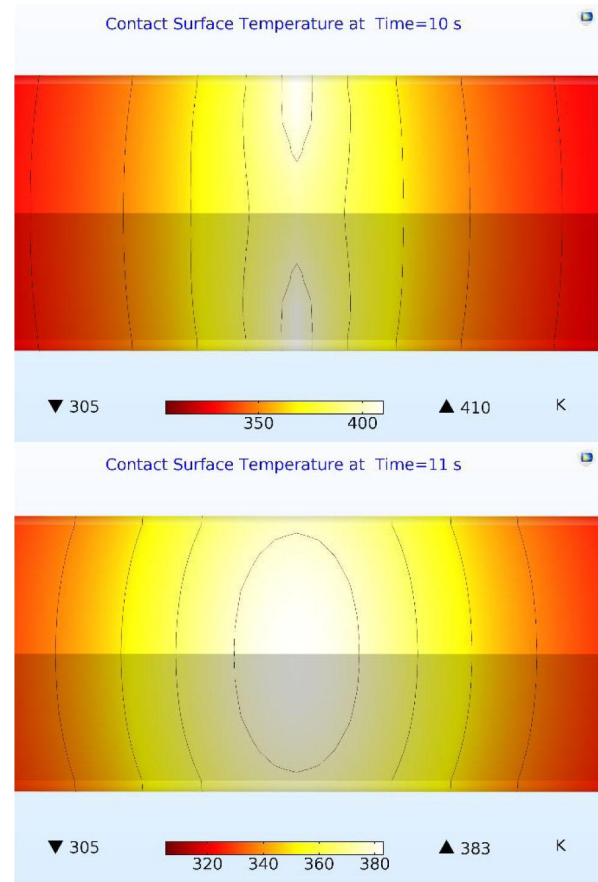 Contact Surface Temperature at Time=10 s
▼ 305 350 400 ▲ 410 K
Contact Surface Temperature at Time=11 s
▼ 305 320 340 360 380 ▲ 383 K